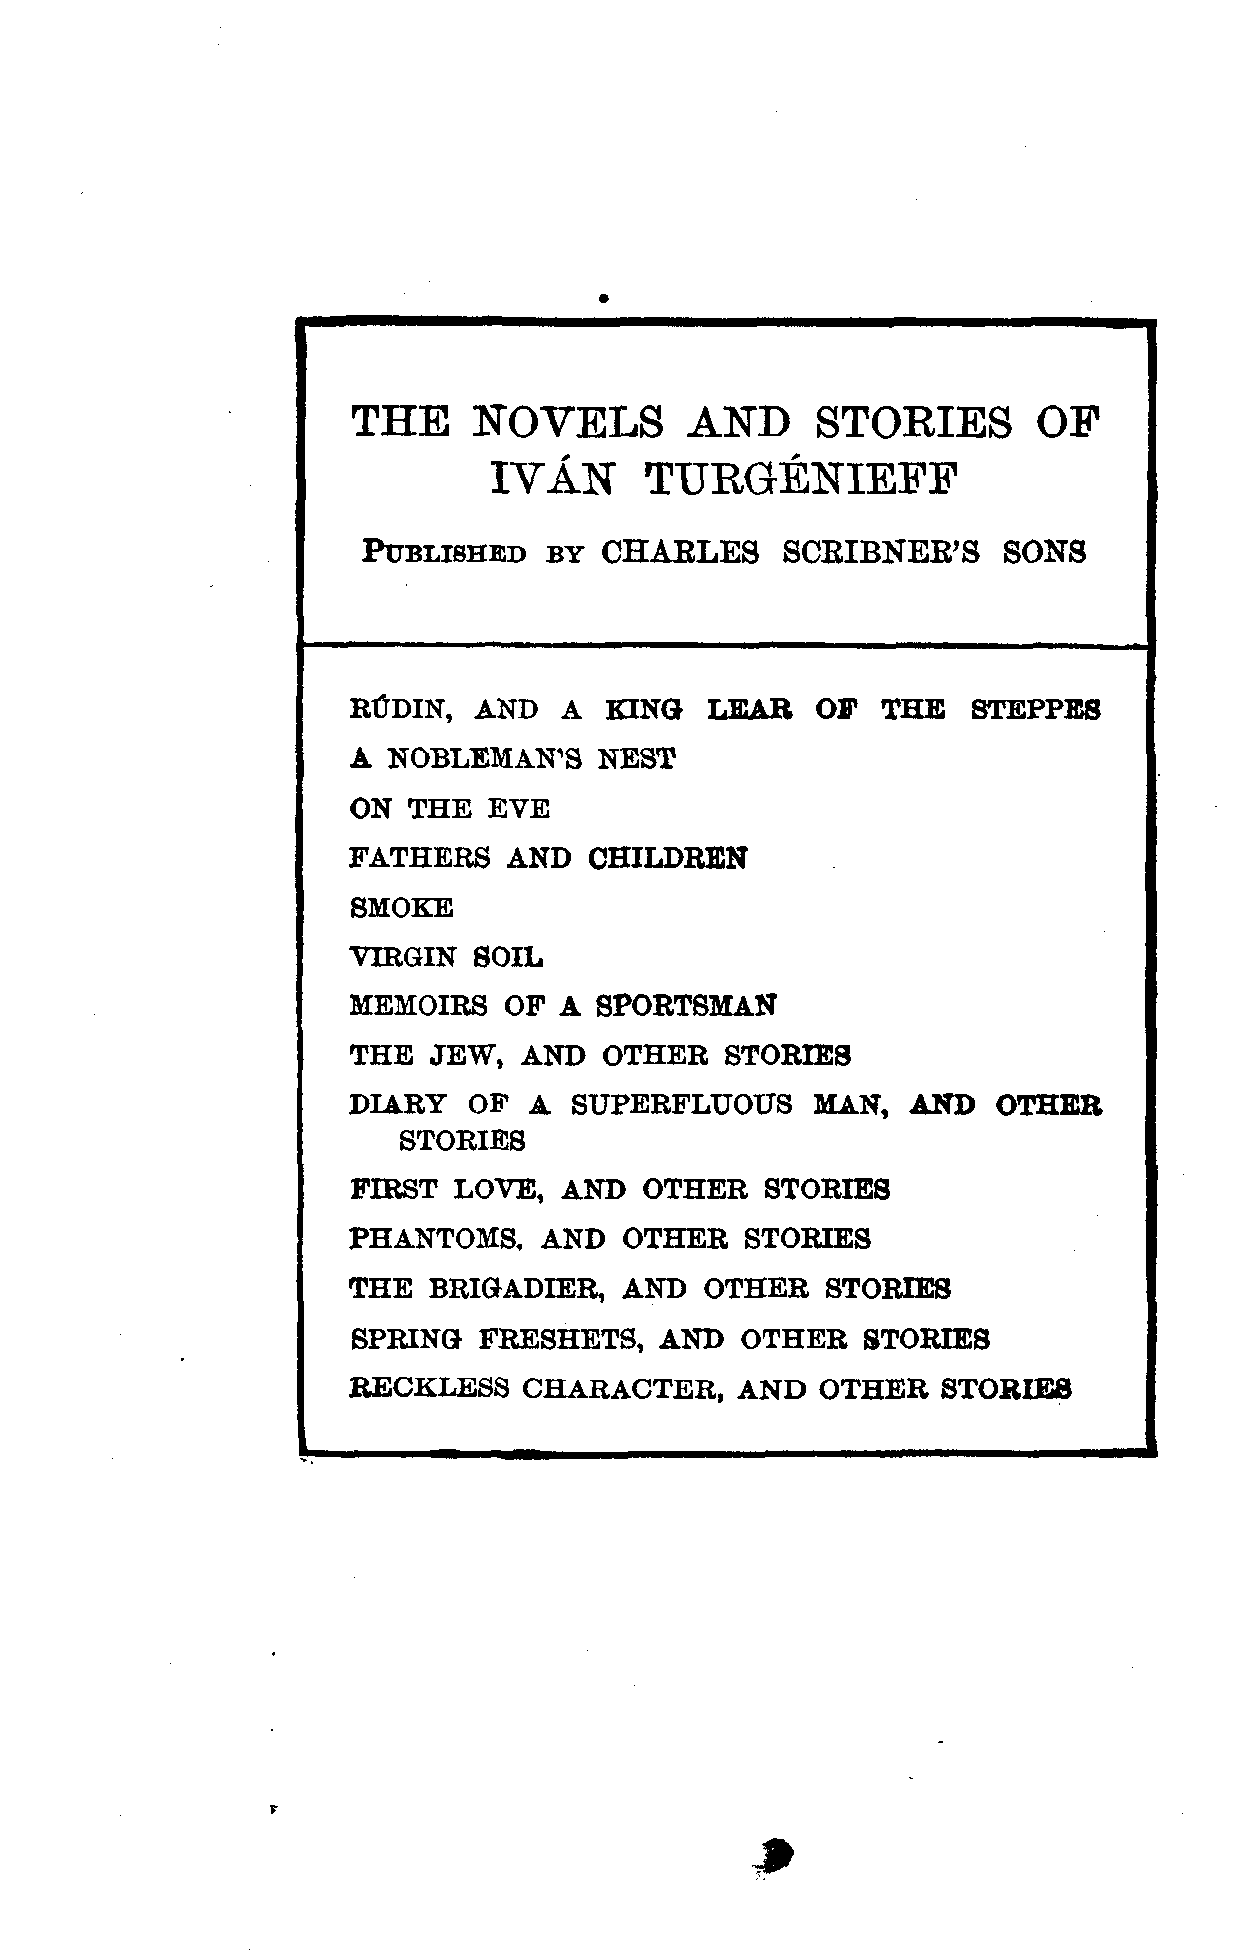 THE NOVELS AND STORIES OF
IVÁN TURGÉNIEFF
PUBLISHED BY CHARLES SCRIBNER'S SONS
RÚDIN, AND A KING LEAR OF THE STEPPES
A NOBLEMAN'S NEST
ON THE EVE
FATHERS AND CHILDREN
SMOKE
VIRGIN SOIL
MEMOIRS OF A SPORTSMAN
THE JEW, AND OTHER STORIES
DIARY OF A SUPERFLUOUS MAN, AND OTHER
STORIES
FIRST LOVE, AND OTHER STORIES
PHANTOMS, AND OTHER STORIES
THE BRIGADIER, AND OTHER STORIES
SPRING FRESHETS, AND OTHER STORIES
RECKLESS CHARACTER, AND OTHER STORIES